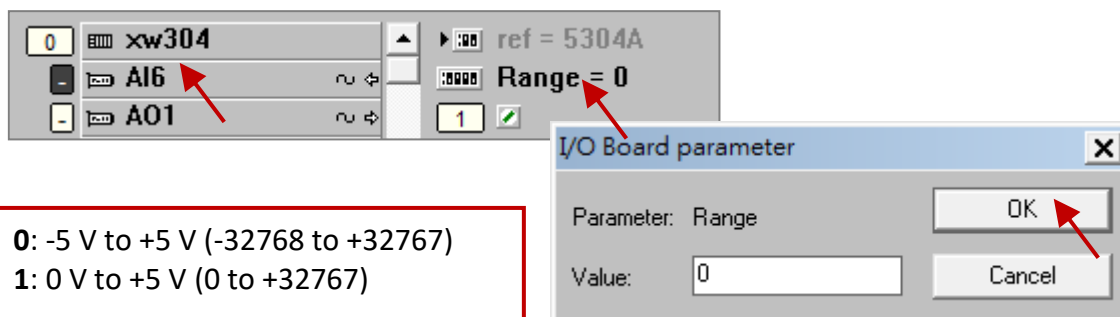 0 xw304
ref = 5304A
- AI6
Range = 0
- AO1
1
I/O Board parameter
Parameter: Range
OK
Value: 0
Cancel
0: -5 V to +5 V (-32768 to +32767)
1: 0 V to +5 V (0 to +32767)